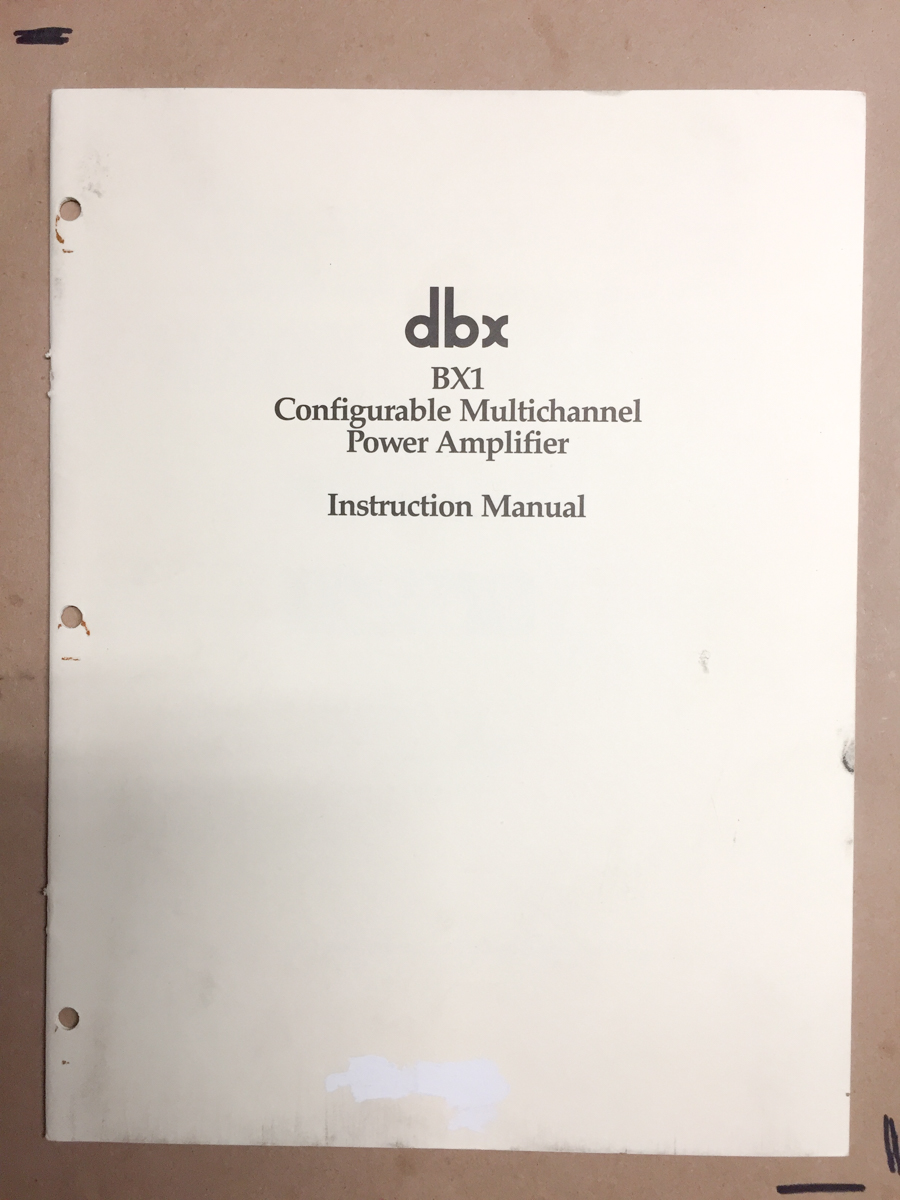 dbx
BX1
Configurable Multichannel
Power Amplifier
Instruction Manual